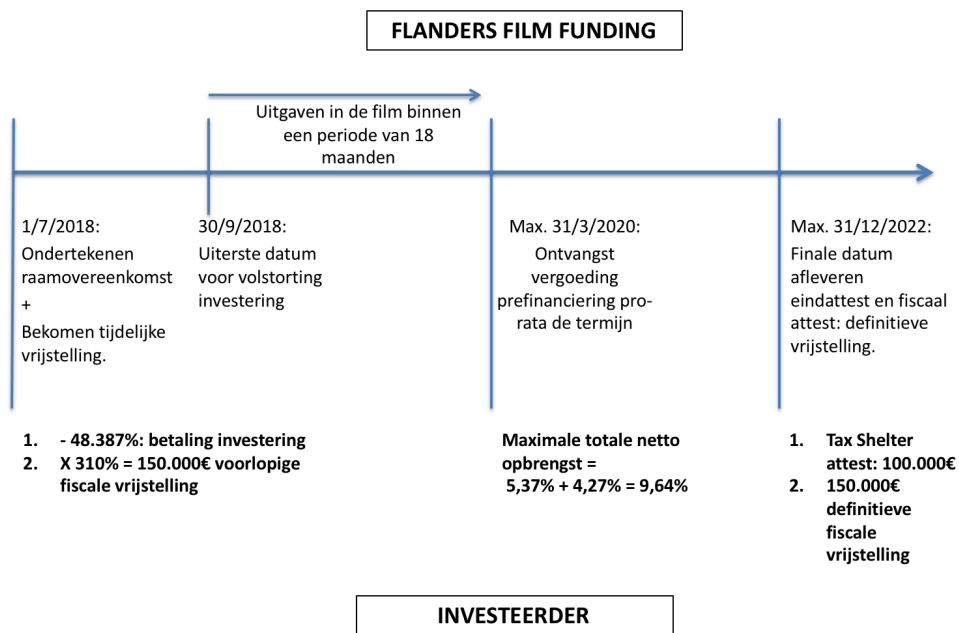 FLANDERS FILM FUNDING
Uitgaven in de film binnen
een periode van 18
maanden
1/7/2018:
Ondertekenen
raamovereenkomst
+
Bekomen tijdelijke
vrijstelling.
30/9/2018:
Uiterste datum
voor volstorting
investering
Max. 31/3/2020:
Ontvangst
vergoeding
prefinanciering pro-
rata de termijn
Max. 31/12/2022:
Finale datum
afleveren
eindattest en fiscaal
attest: definitieve
vrijstelling.
1. - 48.387%: betaling investering
2. X 310% = 150.000€ voorlopige
fiscale vrijstelling
Maximale totale netto
opbrengst =
5,37% + 4,27% = 9,64%
1. Tax Shelter
attest: 100.000€
2. 150.000€
definitieve
fiscale
vrijstelling
INVESTEERDER